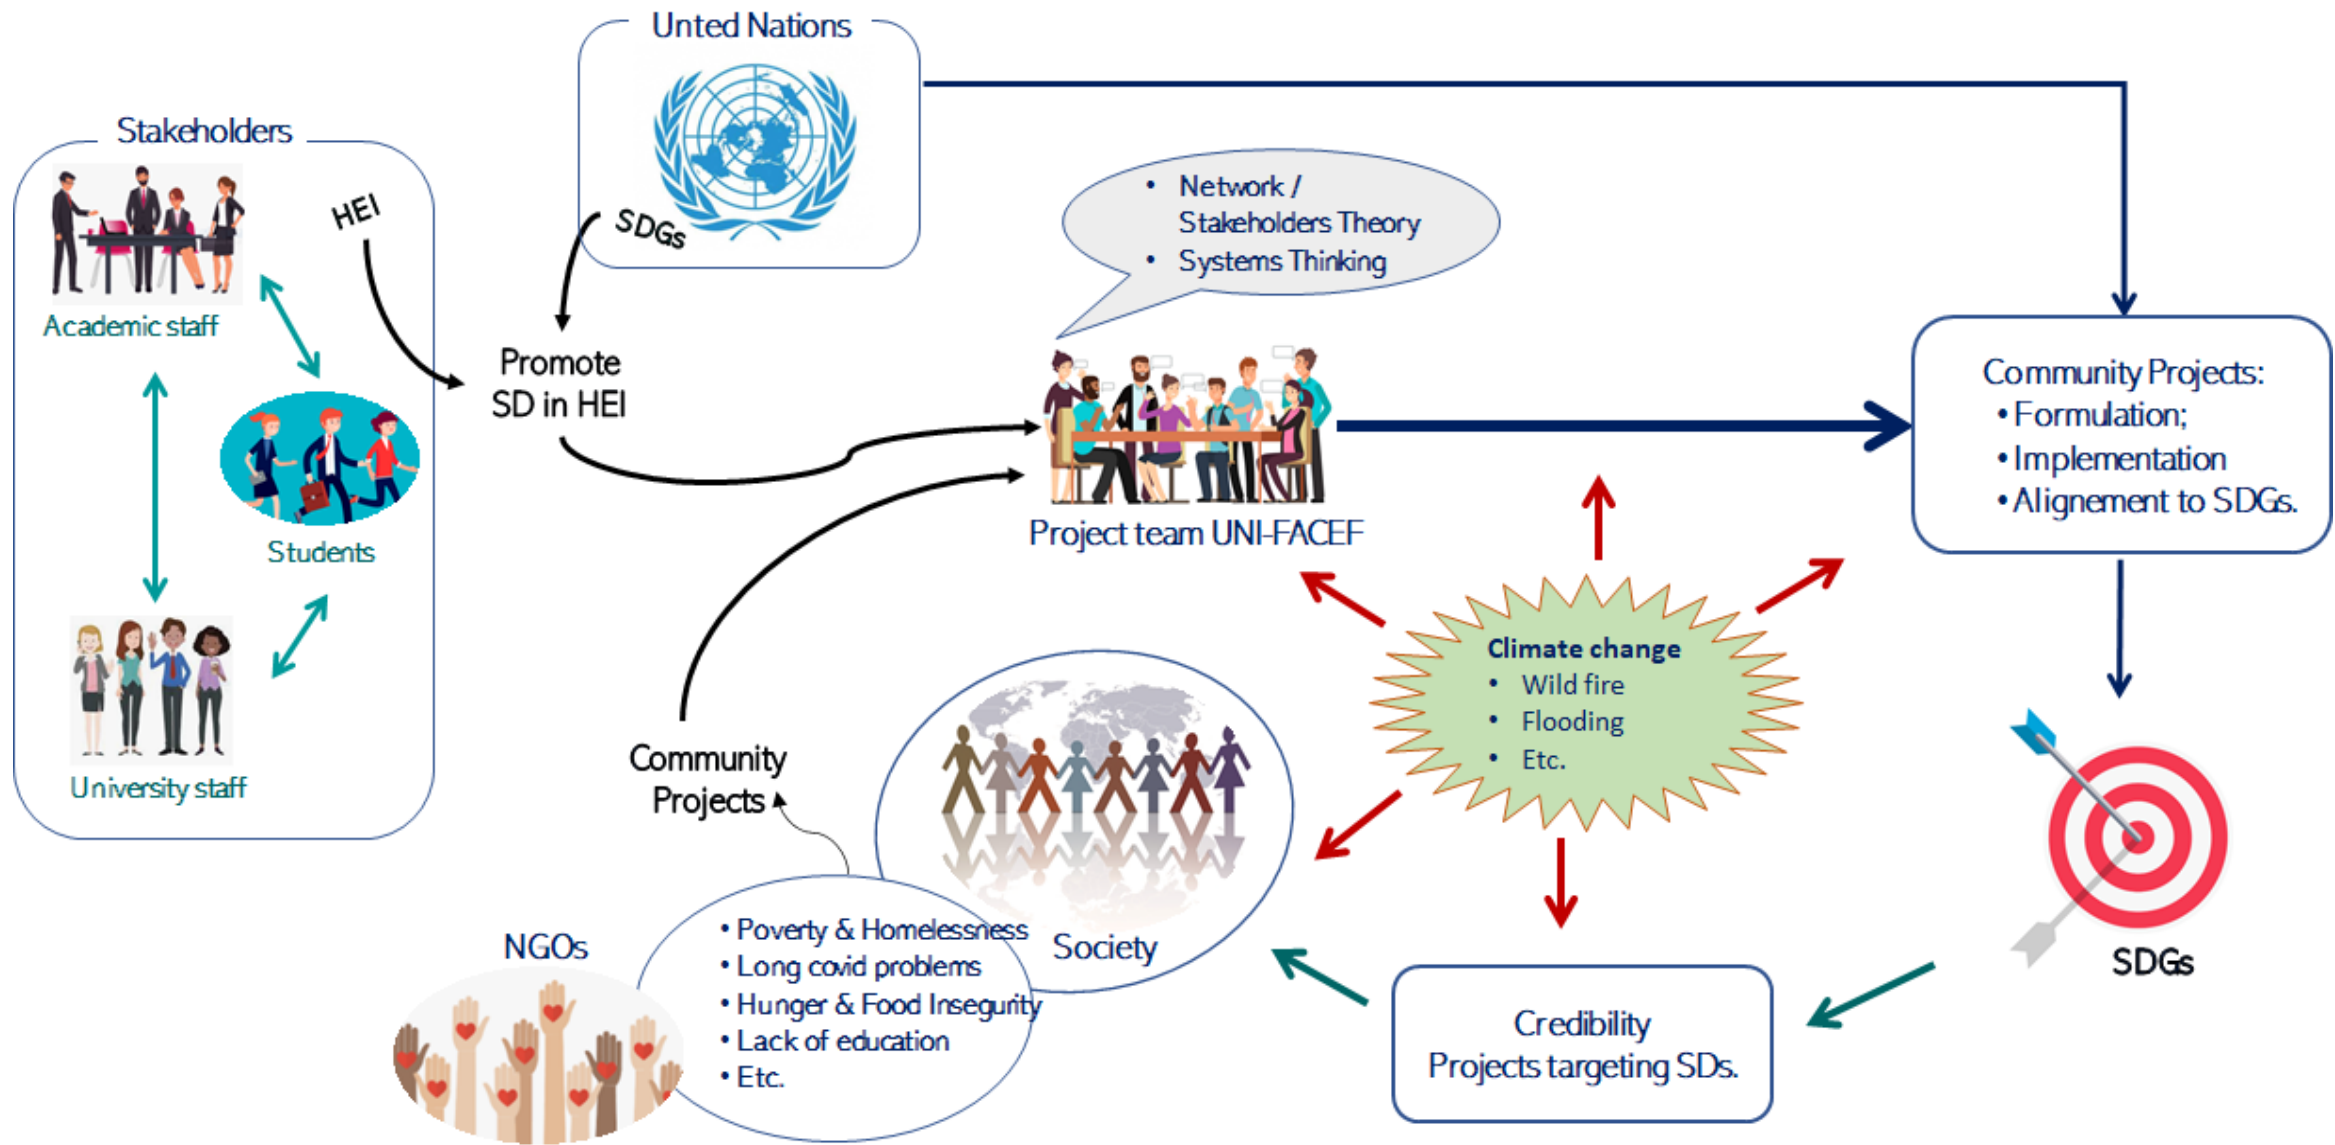 Unted Nations
Stakeholders
HEI
SDGs
Academic staff
Students
University staff
Promote
SD in HEI
• Network /
Stakeholders Theory
• Systems Thinking
Project team UNI-FACEF
Community Projects:
• Formulation;
• Implementation
• Alignement to SDGs.
Climate change
• Wild fire
• Flooding
• Etc.
Community
Projects
Society
NGOs
• Poverty & Homelessness
• Long covid problems
• Hunger & Food Insegurity
• Lack of education
• Etc.
SDGs
Credibility
Projects targeting SDs.